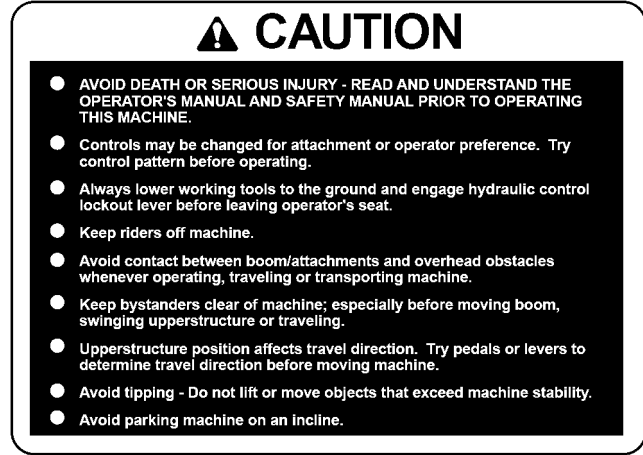 CAUTION
AVOID DEATH OR SERIOUS INJURY - READ AND UNDERSTAND THE
OPERATOR'S MANUAL AND SAFETY MANUAL PRIOR TO OPERATING
THIS MACHINE.
Controls may be changed for attachment or operator preference. Try
control pattern before operating.
Always lower working tools to the ground and engage hydraulic control
lockout lever before leaving operator's seat.
Keep riders off machine.
Avoid contact between boom/attachments and overhead obstacles
whenever operating, traveling or transporting machine.
Keep bystanders clear of machine; especially before moving boom,
swinging upperstructure or traveling.
Upperstructure position affects travel direction. Try pedals or levers to
determine travel direction before moving machine.
Avoid tipping - Do not lift or move objects that exceed machine stability.
Avoid parking machine on an incline.